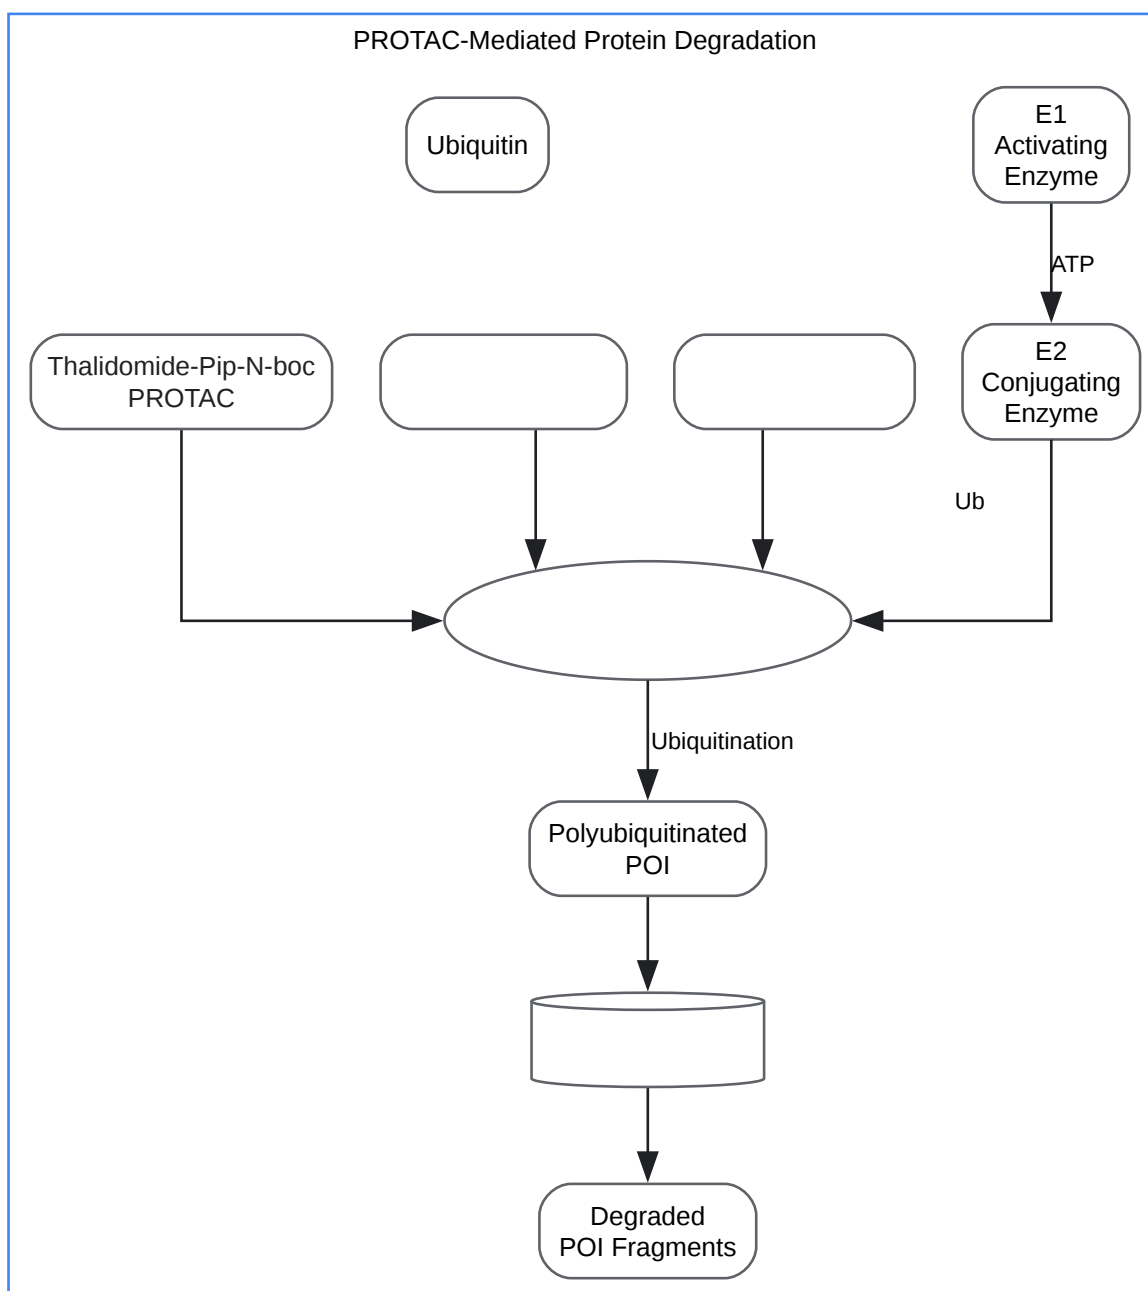 PROTAC-Mediated Protein Degradation
Ubiquitin
E1
Activating
Enzyme
ATP
Thalidomide-Pip-N-boc
PROTAC
E2
Conjugating
Enzyme
Ub
Ubiquitination
Polyubiquitinated
POI
Degraded
POI Fragments